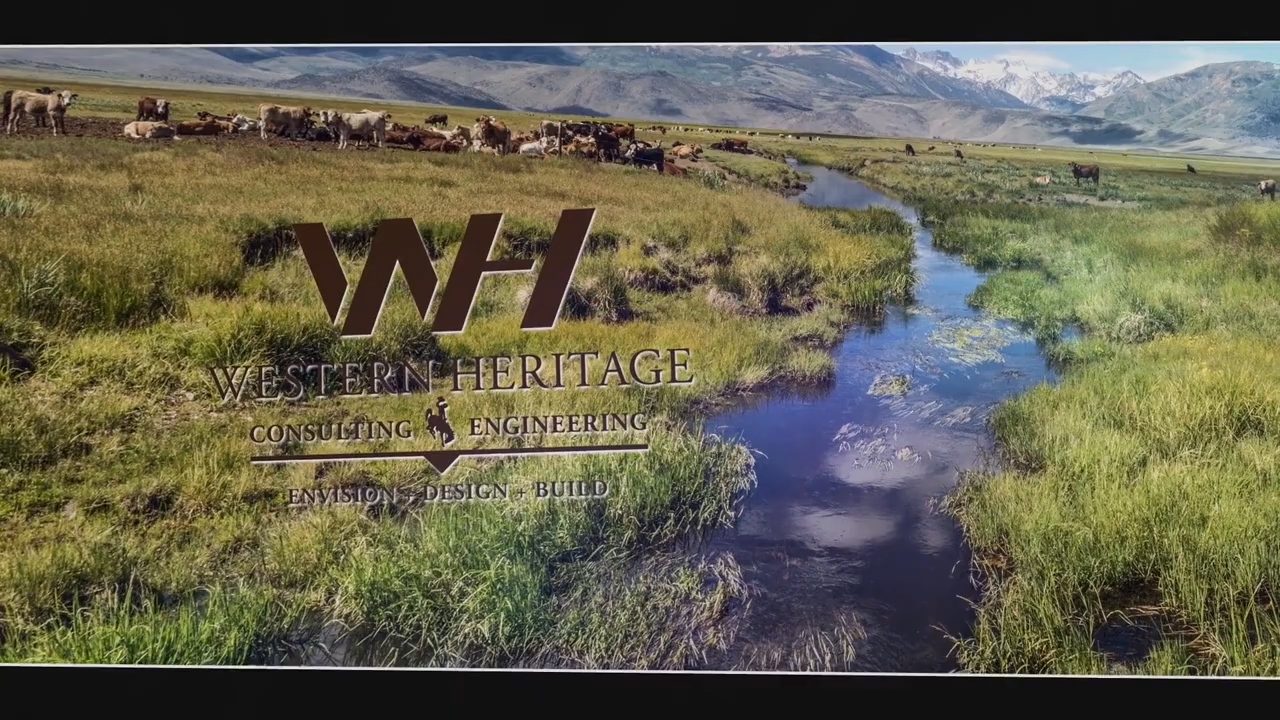 WH
WESTERN HERITAGE
CONSULTING ENGINEERING
ENVISION + DESIGN + BUILD